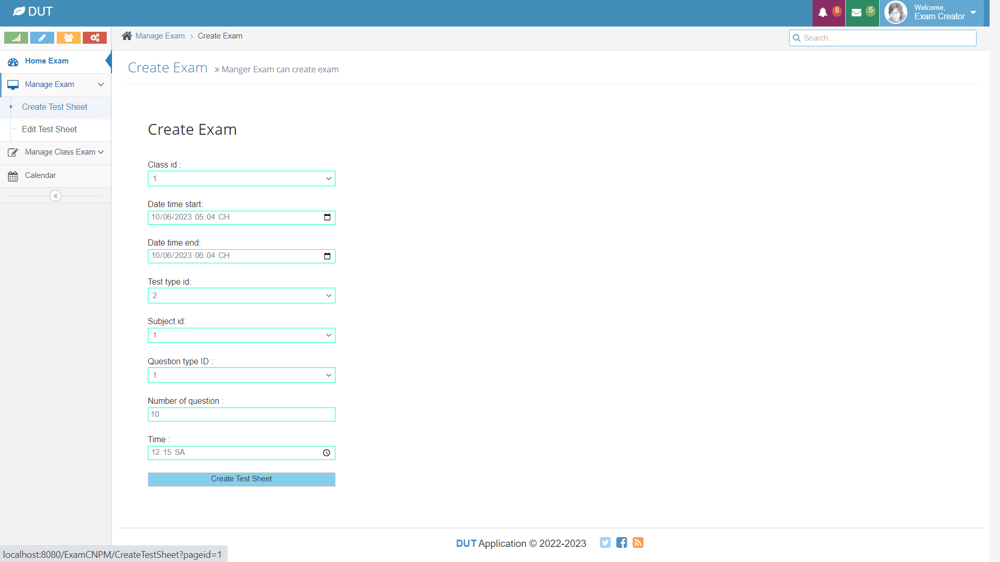 DUT
8
5
Welcome,
Exam Creator
Manage Exam
Create Exam
Search ...
Home Exam
Manage Exam
Create Test Sheet
Edit Test Sheet
Manage Class Exam
Calendar
Create Exam » Manger Exam can create exam
Create Exam
Class id :
1
Date time start:
10/06/2023 05:04 CH
Date time end:
10/06/2023 06:04 CH
Test type id:
2
Subject id:
1
Question type ID :
1
Number of question :
10
Time :
12:15 SA
Create Test Sheet
DUT Application © 2022-2023
localhost:8080/ExamCNPM/CreateTestSheet?pageid=1